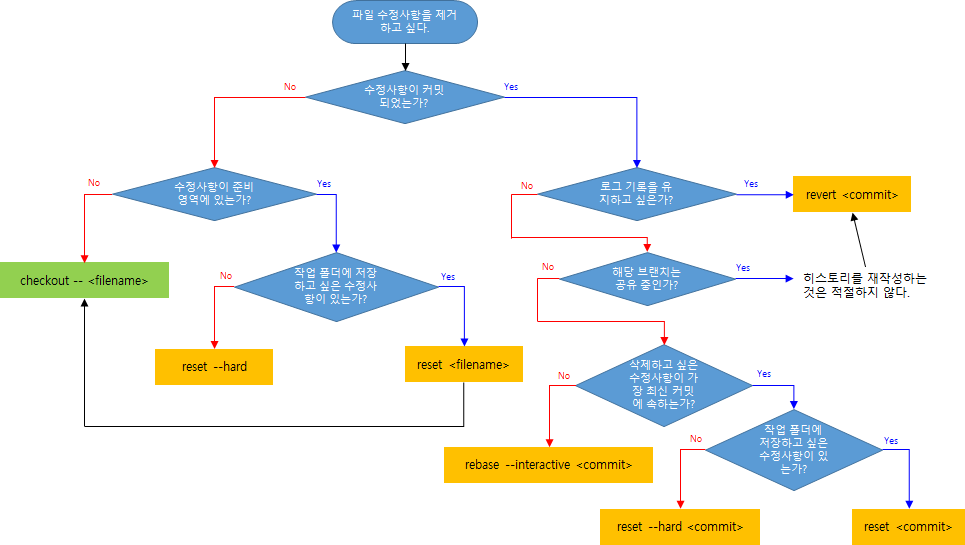 파일 수정사항을 제거
하고 싶다.
수정사항이 커밋
되었는가?
No
Yes
수정사항이 준비
영역에 있는가?
No
Yes
로그 기록을 유
지하고 싶은가?
No
Yes
revert <commit>
checkout -- <filename>
작업 폴더에 저장
하고 싶은 수정사
항이 있는가?
No
Yes
해당 브랜치는
공유 중인가?
No
Yes
히스토리를 재작성하는
것은 적절하지 않다.
reset --hard
reset <filename>
삭제하고 싶은
수정사항이 가
장 최신 커밋
에 속하는가?
No
Yes
rebase --interactive <commit>
작업 폴더에
저장하고 싶은
수정사항이 있
는가?
No
Yes
reset --hard <commit>
reset <commit>